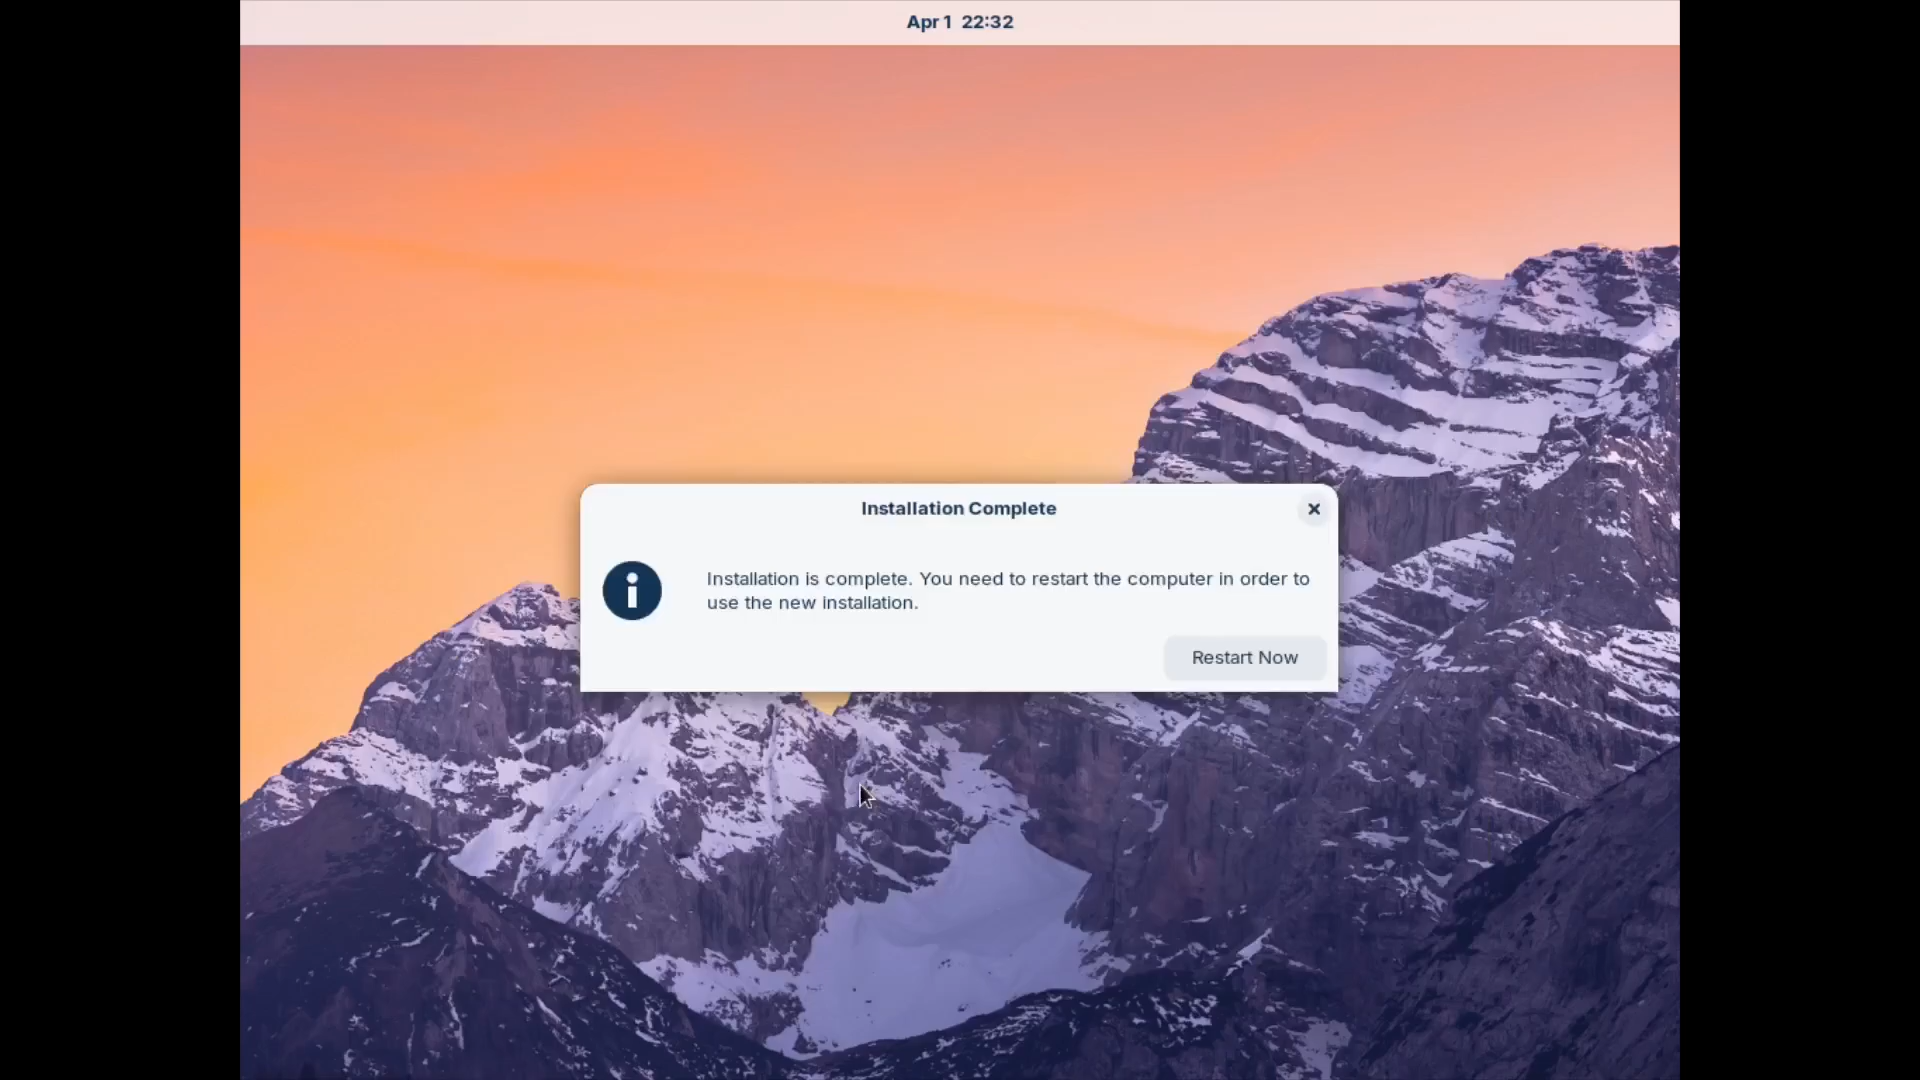 Apr 1 22:32
Installation Complete
Installation is complete. You need to restart the computer in order to
use the new installation.
Restart Now